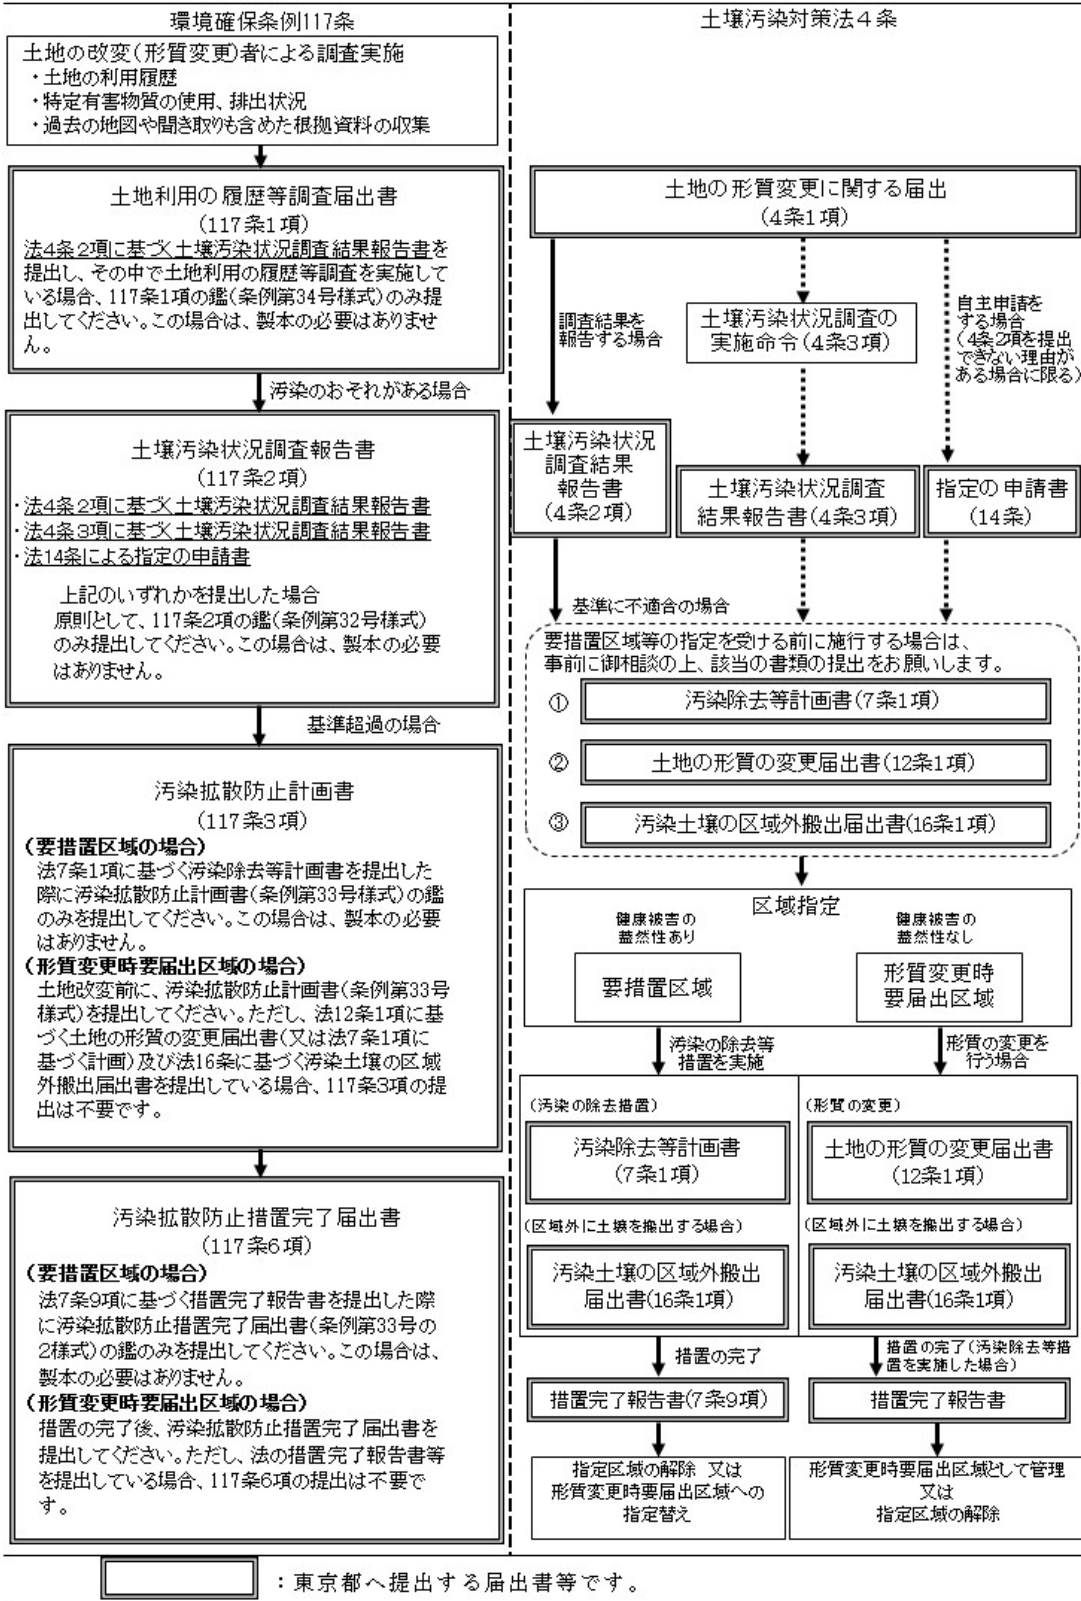 環境確保条例117条
土地の改変(形質変更)者による調査実施
・土地の利用履歴
・特定有害物質の使用、排出状況
・過去の地図や聞き取りも含めた根拠資料の収集
土地利用の履歴等調査届出書
(117条1項)
法4条2項に基づく土壌汚染状況調査結果報告書を
提出し、その中で土地利用の履歴等調査を実施して
いる場合、117条1項の鑑(条例第34号様式)のみ提
出してください。この場合は、製本の必要はありませ
ん。
汚染のおそれがある場合
土壌汚染状況調査報告書
(117条2項)
・法4条2項に基づく土壌汚染状況調査結果報告書
・法4条3項に基づく土壌汚染状況調査結果報告書
・法14条による指定の申請書
上記のいずれかを提出した場合
原則として、117条2項の鑑(条例第32号様式)
のみ提出してください。この場合は、製本の必要
はありません。
基準超過の場合
汚染拡散防止計画書
(117条3項)
(要措置区域の場合)
法7条1項に基づく汚染除去等計画書を提出した
際に汚染拡散防止計画書(条例第33号様式)の鑑
のみを提出してください。この場合は、製本の必要
はありません。
(形質変更時要届出区域の場合)
土地改変前に、汚染拡散防止計画書(条例第33号
様式)を提出してください。ただし、法12条1項に基
づく土地の形質の変更届出書(又は法7条1項に
基づく計画)及び法16条に基づく汚染土壌の区域
外搬出届出書を提出している場合、117条3項の提
出は不要です。
汚染拡散防止措置完了届出書
(117条6項)
(要措置区域の場合)
法7条9項に基づく措置完了報告書を提出した際
に汚染拡散防止措置完了届出書(条例第33号の
2様式)の鑑のみを提出してください。この場合は、
製本の必要はありません。
(形質変更時要届出区域の場合)
措置の完了後、汚染拡散防止措置完了届出書を
提出してください。ただし、法の措置完了報告書等
を提出している場合、117条6項の提出は不要で
す。
土壌汚染対策法4条
土地の形質変更に関する届出
(4条1項)
調査結果を
報告する場合
土壌汚染状況調査の
実施命令(4条3項)
自主申請を
する場合
(4条2項を提出
できない理由が
ある場合に限る)
土壌汚染状況
調査結果
報告書
(4条2項)
土壌汚染状況調査
結果報告書(4条3項)
指定の申請書
(14条)
基準に不適合の場合
要措置区域等の指定を受ける前に施行する場合は、
事前に御相談の上、該当の書類の提出をお願いします。
① 汚染除去等計画書(7条1項)
② 土地の形質の変更届出書(12条1項)
③ 汚染土壌の区域外搬出届出書(16条1項)
区域指定
健康被害の
蓋然性あり
健康被害の
蓋然性なし
要措置区域
形質変更時
要届出区域
汚染の除去等
措置を実施
形質の変更を
行う場合
(汚染の除去措置)
汚染除去等計画書
(7条1項)
(区域外に土壌を搬出する場合)
汚染土壌の区域外搬出
届出書(16条1項)
(形質の変更)
土地の形質の変更届出書
(12条1項)
(区域外に土壌を搬出する場合)
汚染土壌の区域外搬出
届出書(16条1項)
措置の完了
措置の完了(汚染除去等措
置を実施した場合)
措置完了報告書(7条9項)
措置完了報告書
指定区域の解除 又は
形質変更時要届出区域への
指定替え
形質変更時要届出区域として管理
又は
指定区域の解除
：東京都へ提出する届出書等です。